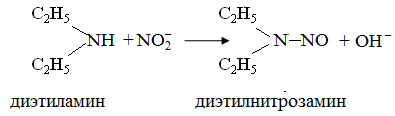 C₂H₅ C₂H₅
NH + NO₂⁻ ⟶ N—NO + OH⁻
C₂H₅ C₂H₅
диэтиламин диэтилнитрозамин